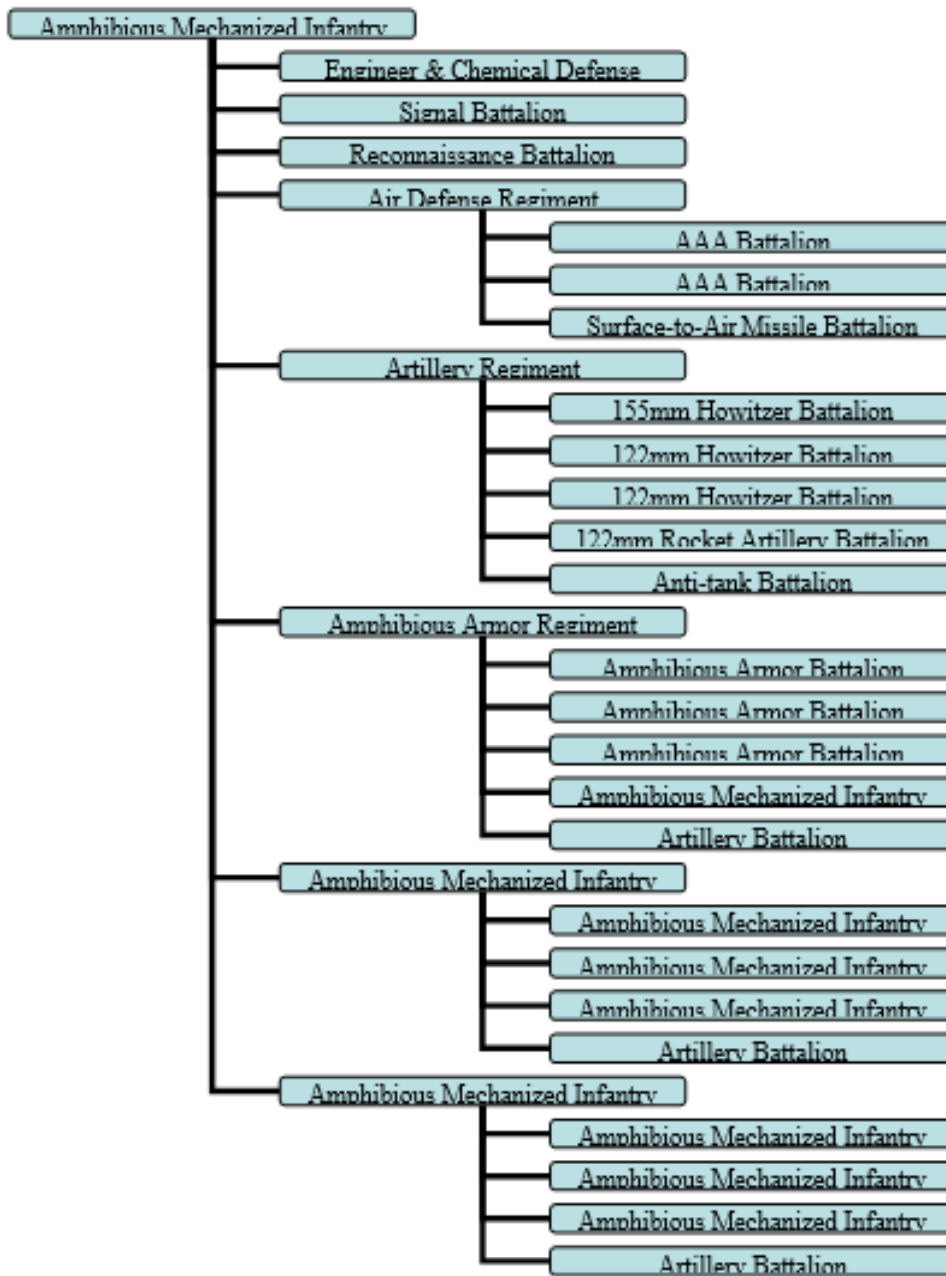 Amphibious Mechanized Infantry
Engineer & Chemical Defense
Signal Battalion
Reconnaissance Battalion
Air Defense Regiment
AAA Battalion
AAA Battalion
Surface-to-Air Missile Battalion
Artillery Regiment
155mm Howitzer Battalion
122mm Howitzer Battalion
122mm Howitzer Battalion
122mm Rocket Artillery Battalion
Anti-tank Battalion
Amphibious Armor Regiment
Amphibious Armor Battalion
Amphibious Armor Battalion
Amphibious Armor Battalion
Amphibious Mechanized Infantry
Artillery Battalion
Amphibious Mechanized Infantry
Amphibious Mechanized Infantry
Amphibious Mechanized Infantry
Amphibious Mechanized Infantry
Artillery Battalion
Amphibious Mechanized Infantry
Amphibious Mechanized Infantry
Amphibious Mechanized Infantry
Amphibious Mechanized Infantry
Artillery Battalion